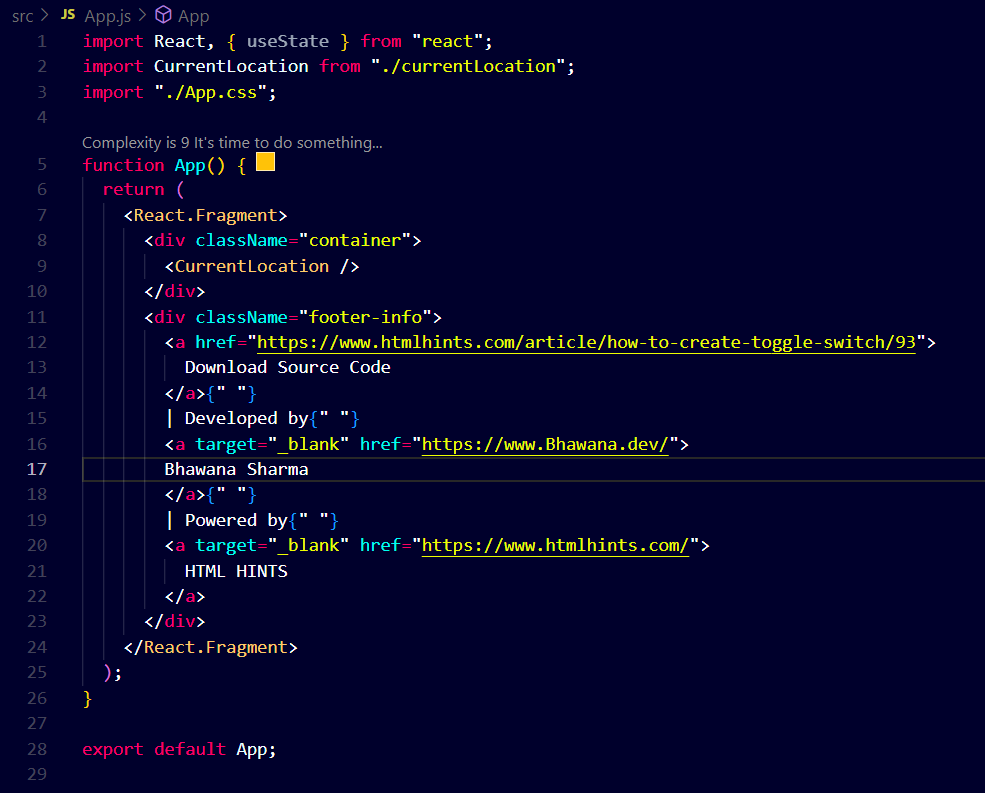 src > JS App.js > App
1 import React, { useState } from "react";
2 import CurrentLocation from "./currentLocation";
3 import "./App.css";
4
Complexity is 9 It's time to do something...
5 function App() {
6   return (
7     <React.Fragment>
8       <div className="container">
9         <CurrentLocation />
10       </div>
11       <div className="footer-info">
12         <a href="https://www.htmlhints.com/article/how-to-create-toggle-switch/93">
13           Download Source Code
14         </a>{" "}
15         | Developed by{" "}
16         <a target="_blank" href="https://www.Bhawana.dev/">
17         Bhawana Sharma
18         </a>{" "}
19         | Powered by{" "}
20         <a target="_blank" href="https://www.htmlhints.com/">
21           HTML HINTS
22         </a>
23       </div>
24     </React.Fragment>
25   );
26 }
27
28 export default App;
29